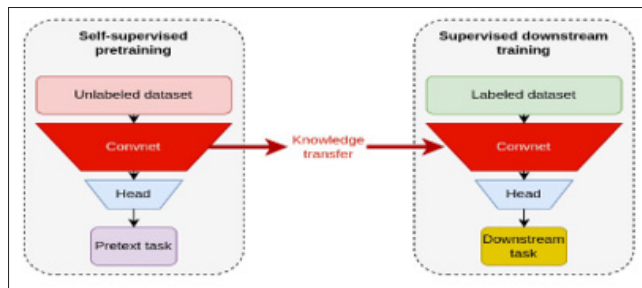 Self-supervised
pretraining
Unlabeled dataset
Convnet
Head
Pretext task
Knowledge
transfer
Supervised downstream
training
Labeled dataset
Convnet
Head
Downstream
task